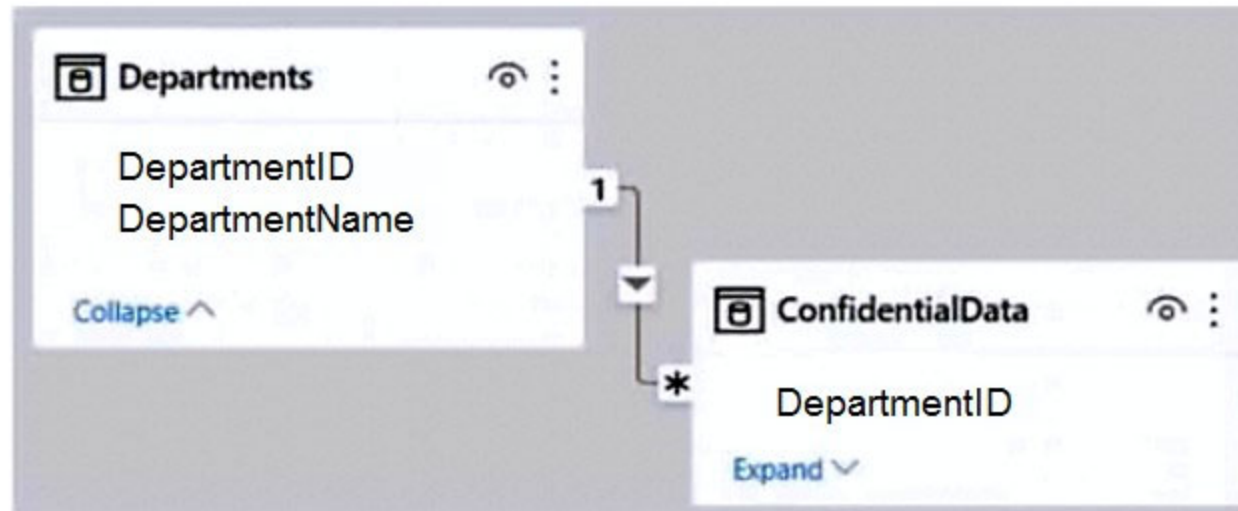 Departments
DepartmentID
DepartmentName
Collapse
1
*
ConfidentialData
DepartmentID
Expand